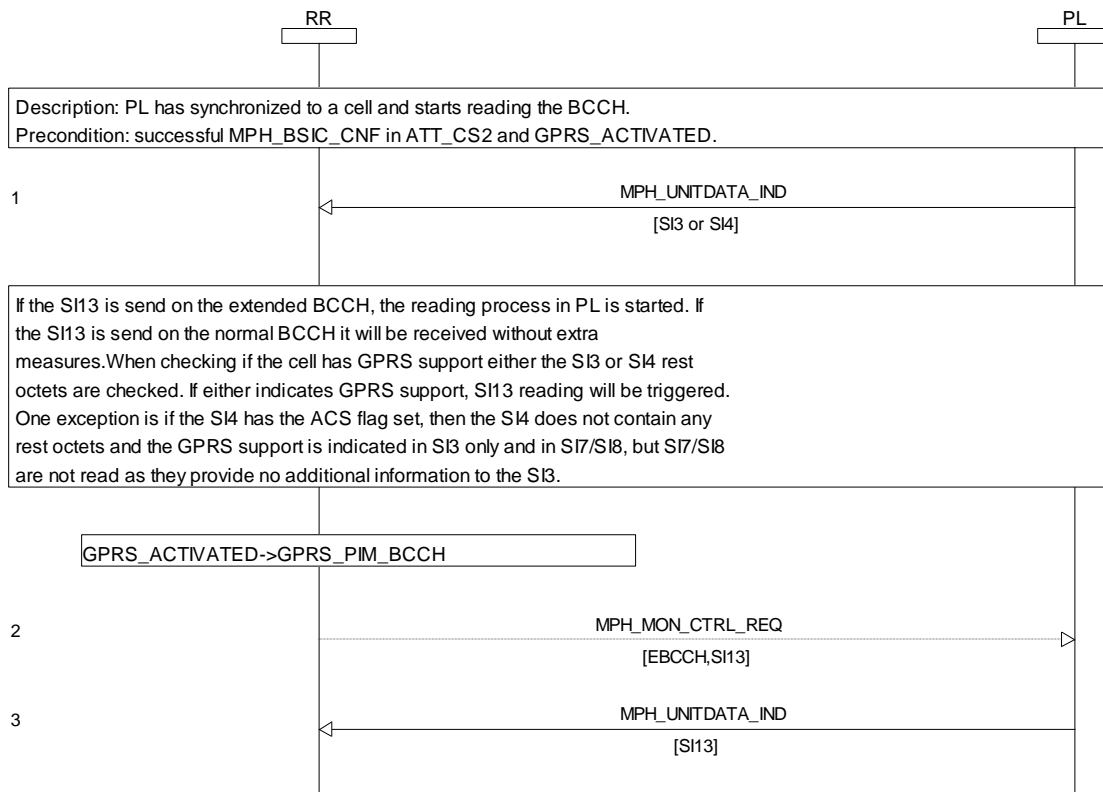 RR
PL
Description: PL has synchronized to a cell and starts reading the BCCH.
Precondition: successful MPH_BSIC_CNF in ATT_CS2 and GPRS_ACTIVATED.
1
MPH_UNITDATA_IND
[SI3 or SI4]
If the SI13 is send on the extended BCCH, the reading process in PL is started. If
the SI13 is send on the normal BCCH it will be received without extra
measures.When checking if the cell has GPRS support either the SI3 or SI4 rest
octets are checked. If either indicates GPRS support, SI13 reading will be triggered.
One exception is if the SI4 has the ACS flag set, then the SI4 does not contain any
rest octets and the GPRS support is indicated in SI3 only and in SI7/SI8, but SI7/SI8
are not read as they provide no additional information to the SI3.
GPRS_ACTIVATED->GPRS_PIM_BCCH
2
MPH_MON_CTRL_REQ
[EBCCH,SI13]
3
MPH_UNITDATA_IND
[SI13]